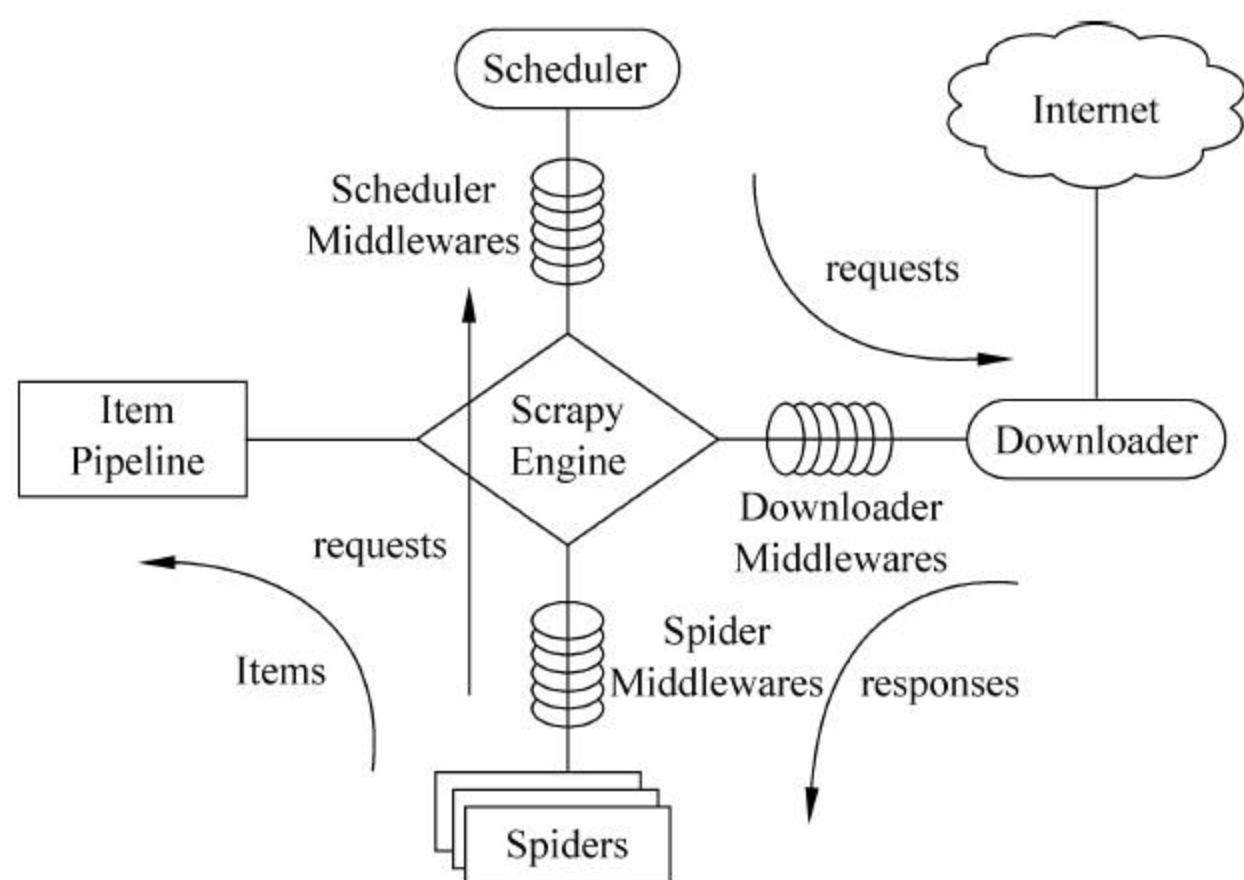 Scheduler
Internet
Scheduler
Middlewares
requests
Item
Pipeline
Scrapy
Engine
Downloader
Downloader
Middlewares
requests
Items
Spider
Middlewares
responses
Spiders